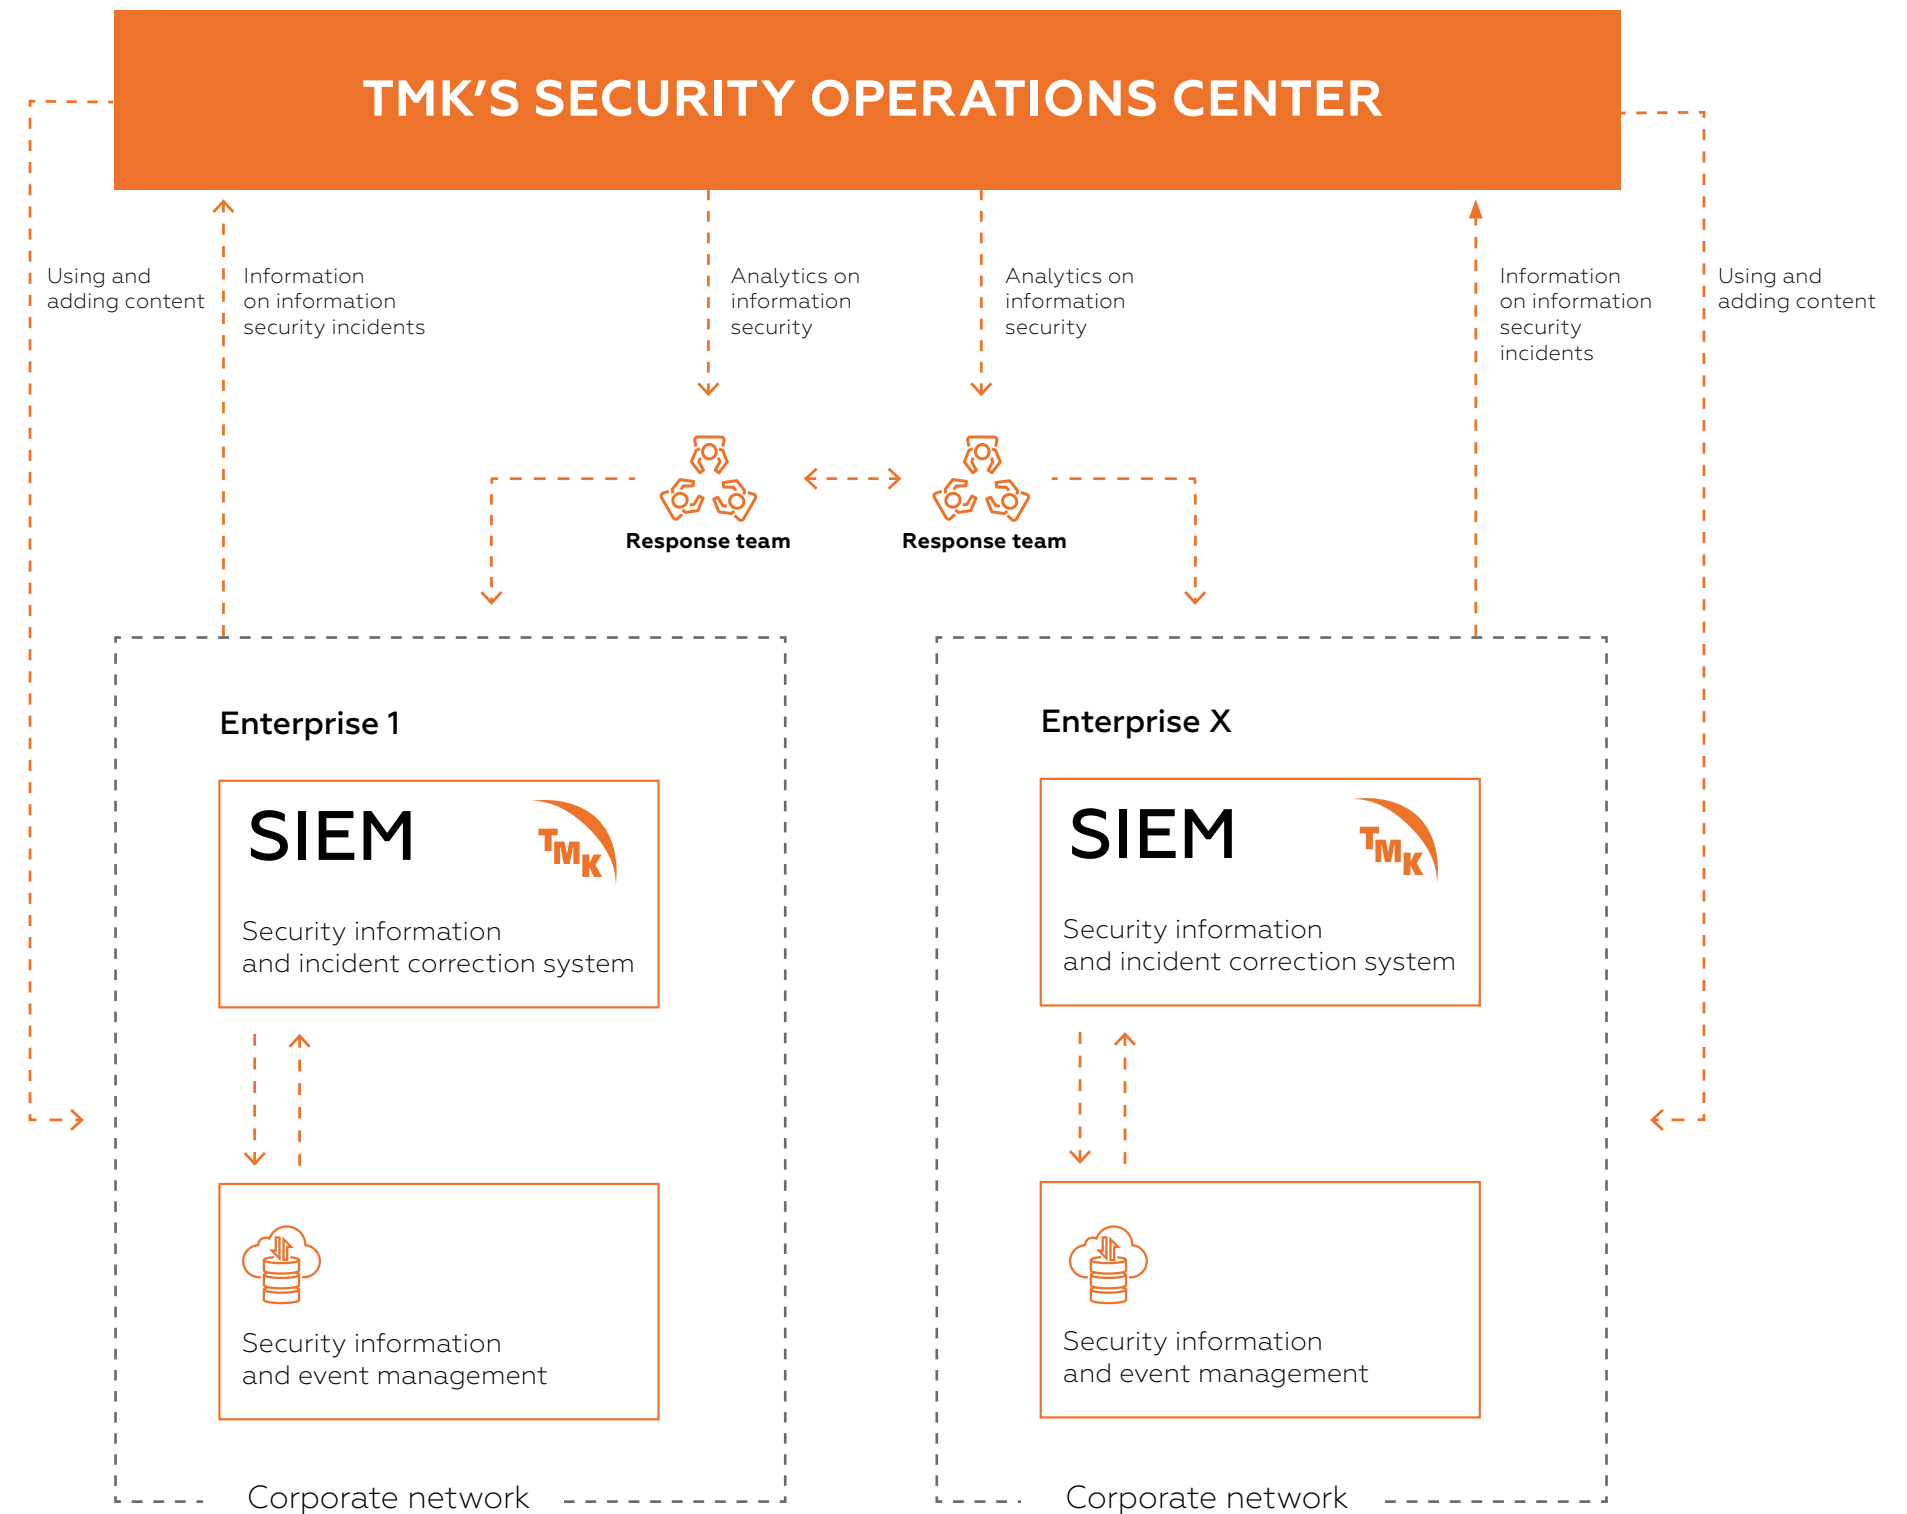 TMK’S SECURITY OPERATIONS CENTER
Using and
adding content
Information
on information
security incidents
Analytics on
information
security
Analytics on
information
security
Information
on information
security
incidents
Using and
adding content
Response team
Response team
Enterprise 1
SIEM
TMK
Security information
and incident correction system
Security information
and event management
Corporate network
Enterprise X
SIEM
TMK
Security information
and incident correction system
Security information
and event management
Corporate network